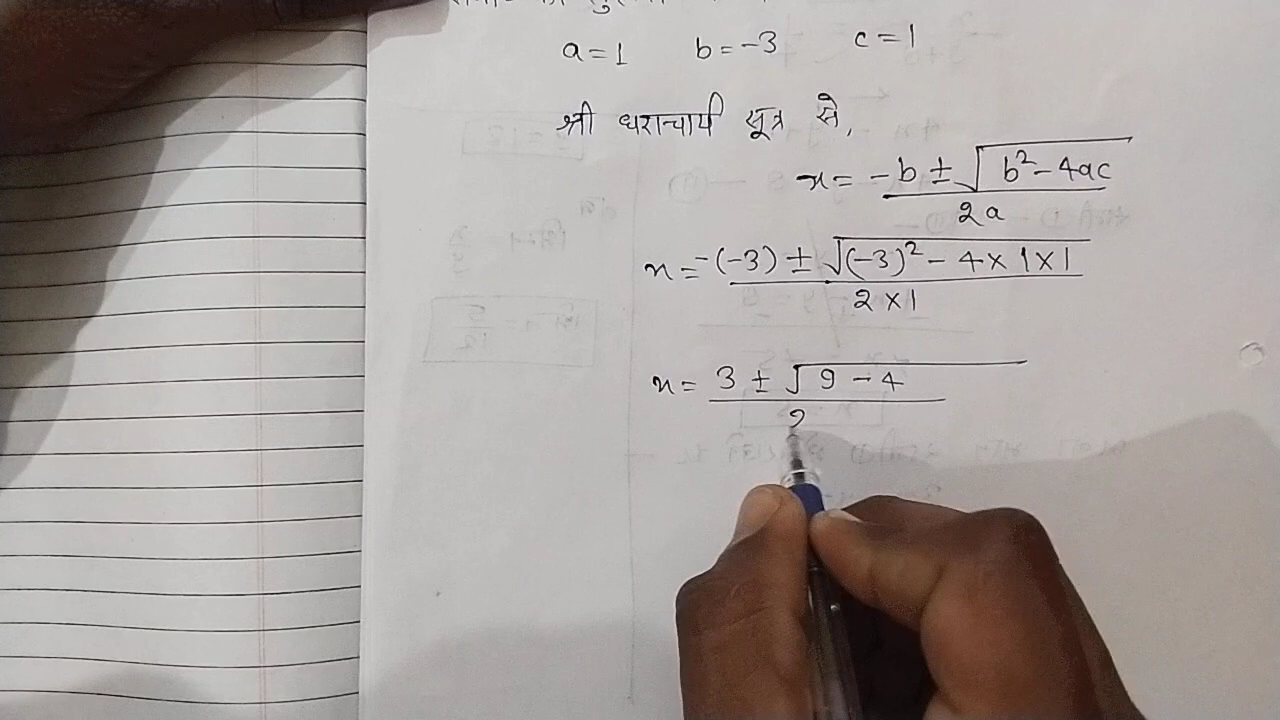 a=1 b=-3 c=1
श्री धराचार्य सूत्र से,
x = -b ± √b²-4ac / 2a
x = -(-3) ± √(-3)² - 4×1×1 / 2×1
x = 3 ± √9-4 / 2